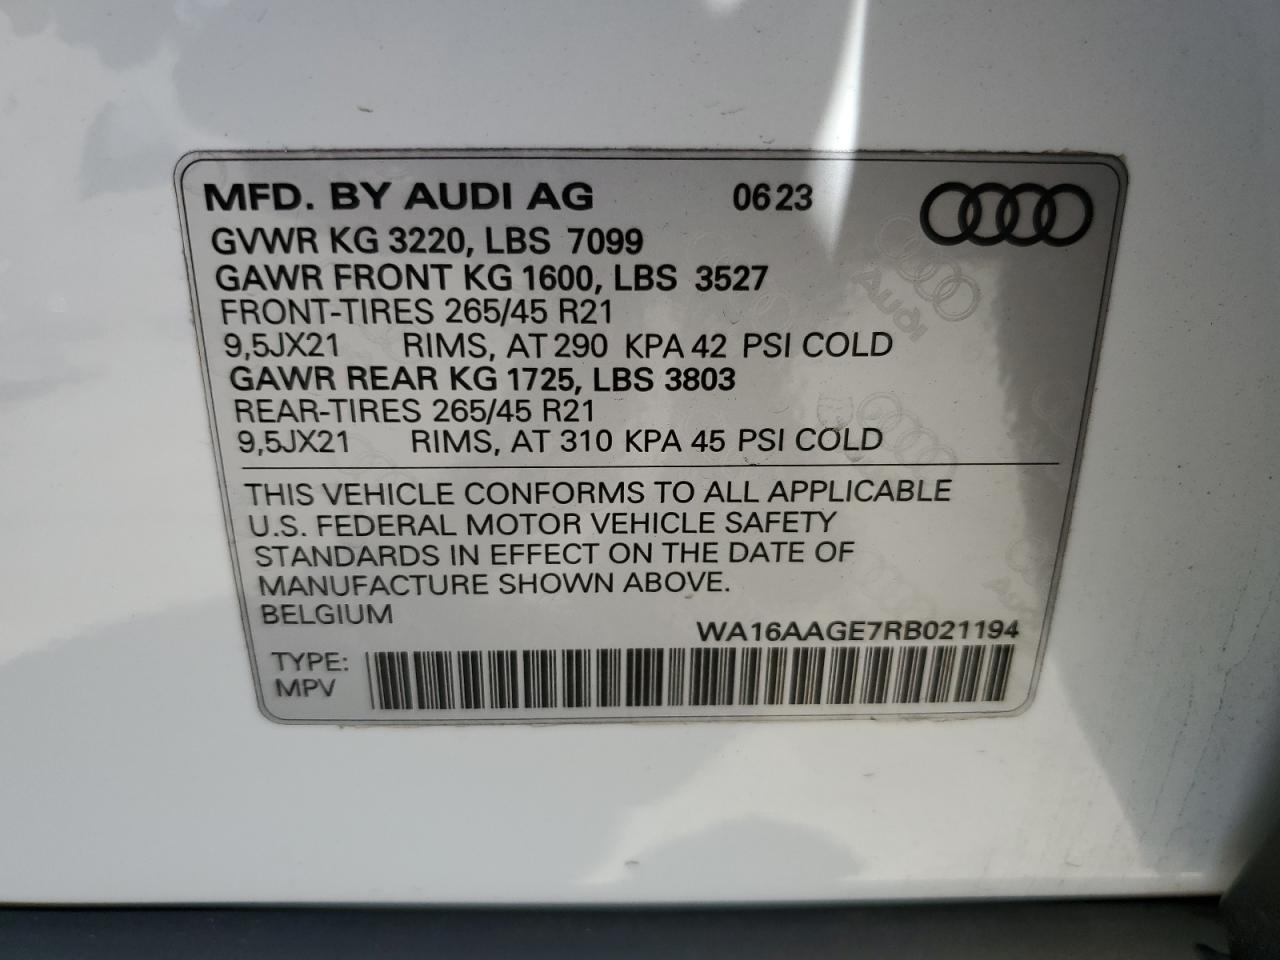 MFD. BY AUDI AG 0623
GVWR KG 3220, LBS 7099
GAWR FRONT KG 1600, LBS 3527
FRONT-TIRES 265/45 R21
9,5JX21 RIMS, AT 290 KPA 42 PSI COLD
GAWR REAR KG 1725, LBS 3803
REAR-TIRES 265/45 R21
9,5JX21 RIMS, AT 310 KPA 45 PSI COLD
THIS VEHICLE CONFORMS TO ALL APPLICABLE
U.S. FEDERAL MOTOR VEHICLE SAFETY
STANDARDS IN EFFECT ON THE DATE OF
MANUFACTURE SHOWN ABOVE.
BELGIUM
WA16AAGE7RB021194
TYPE:
MPV
Audi